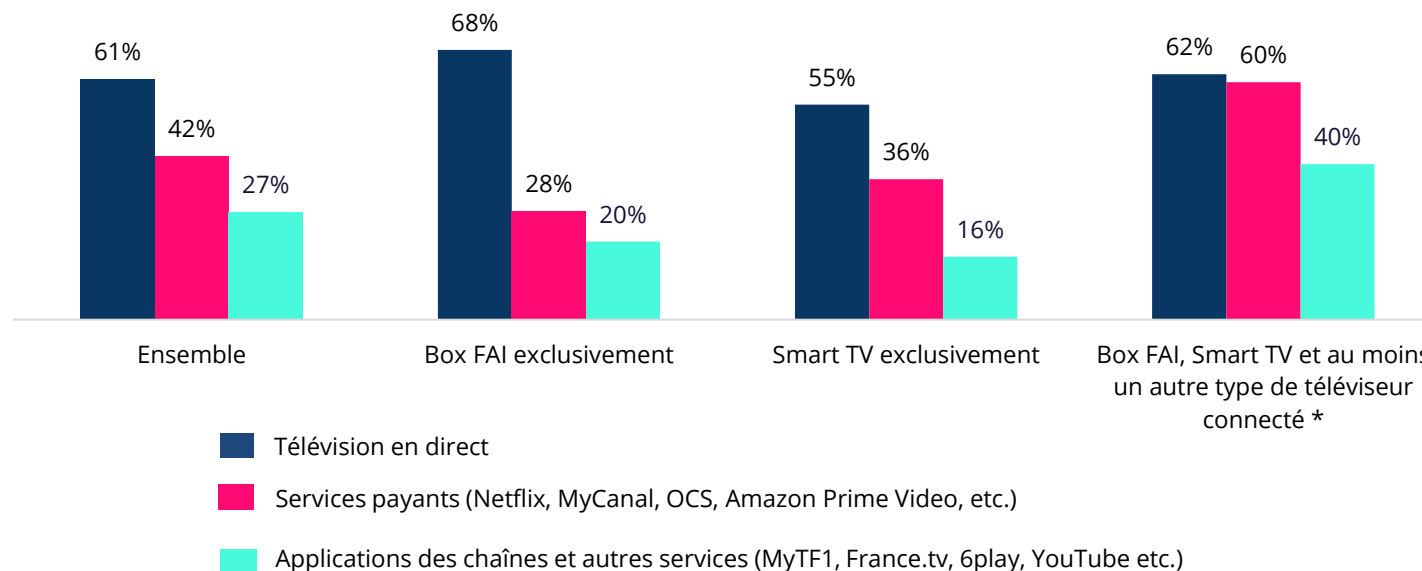 61%
42%
27%
68%
28%
20%
55%
36%
16%
62%
60%
40%
Ensemble
Box FAI exclusivement
Smart TV exclusivement
Box FAI, Smart TV et au moins
un autre type de téléviseur
connecté *
Télévision en direct
Services payants (Netflix, MyCanal, OCS, Amazon Prime Video, etc.)
Applications des chaînes et autres services (MyTF1, France.tv, 6play, YouTube etc.)